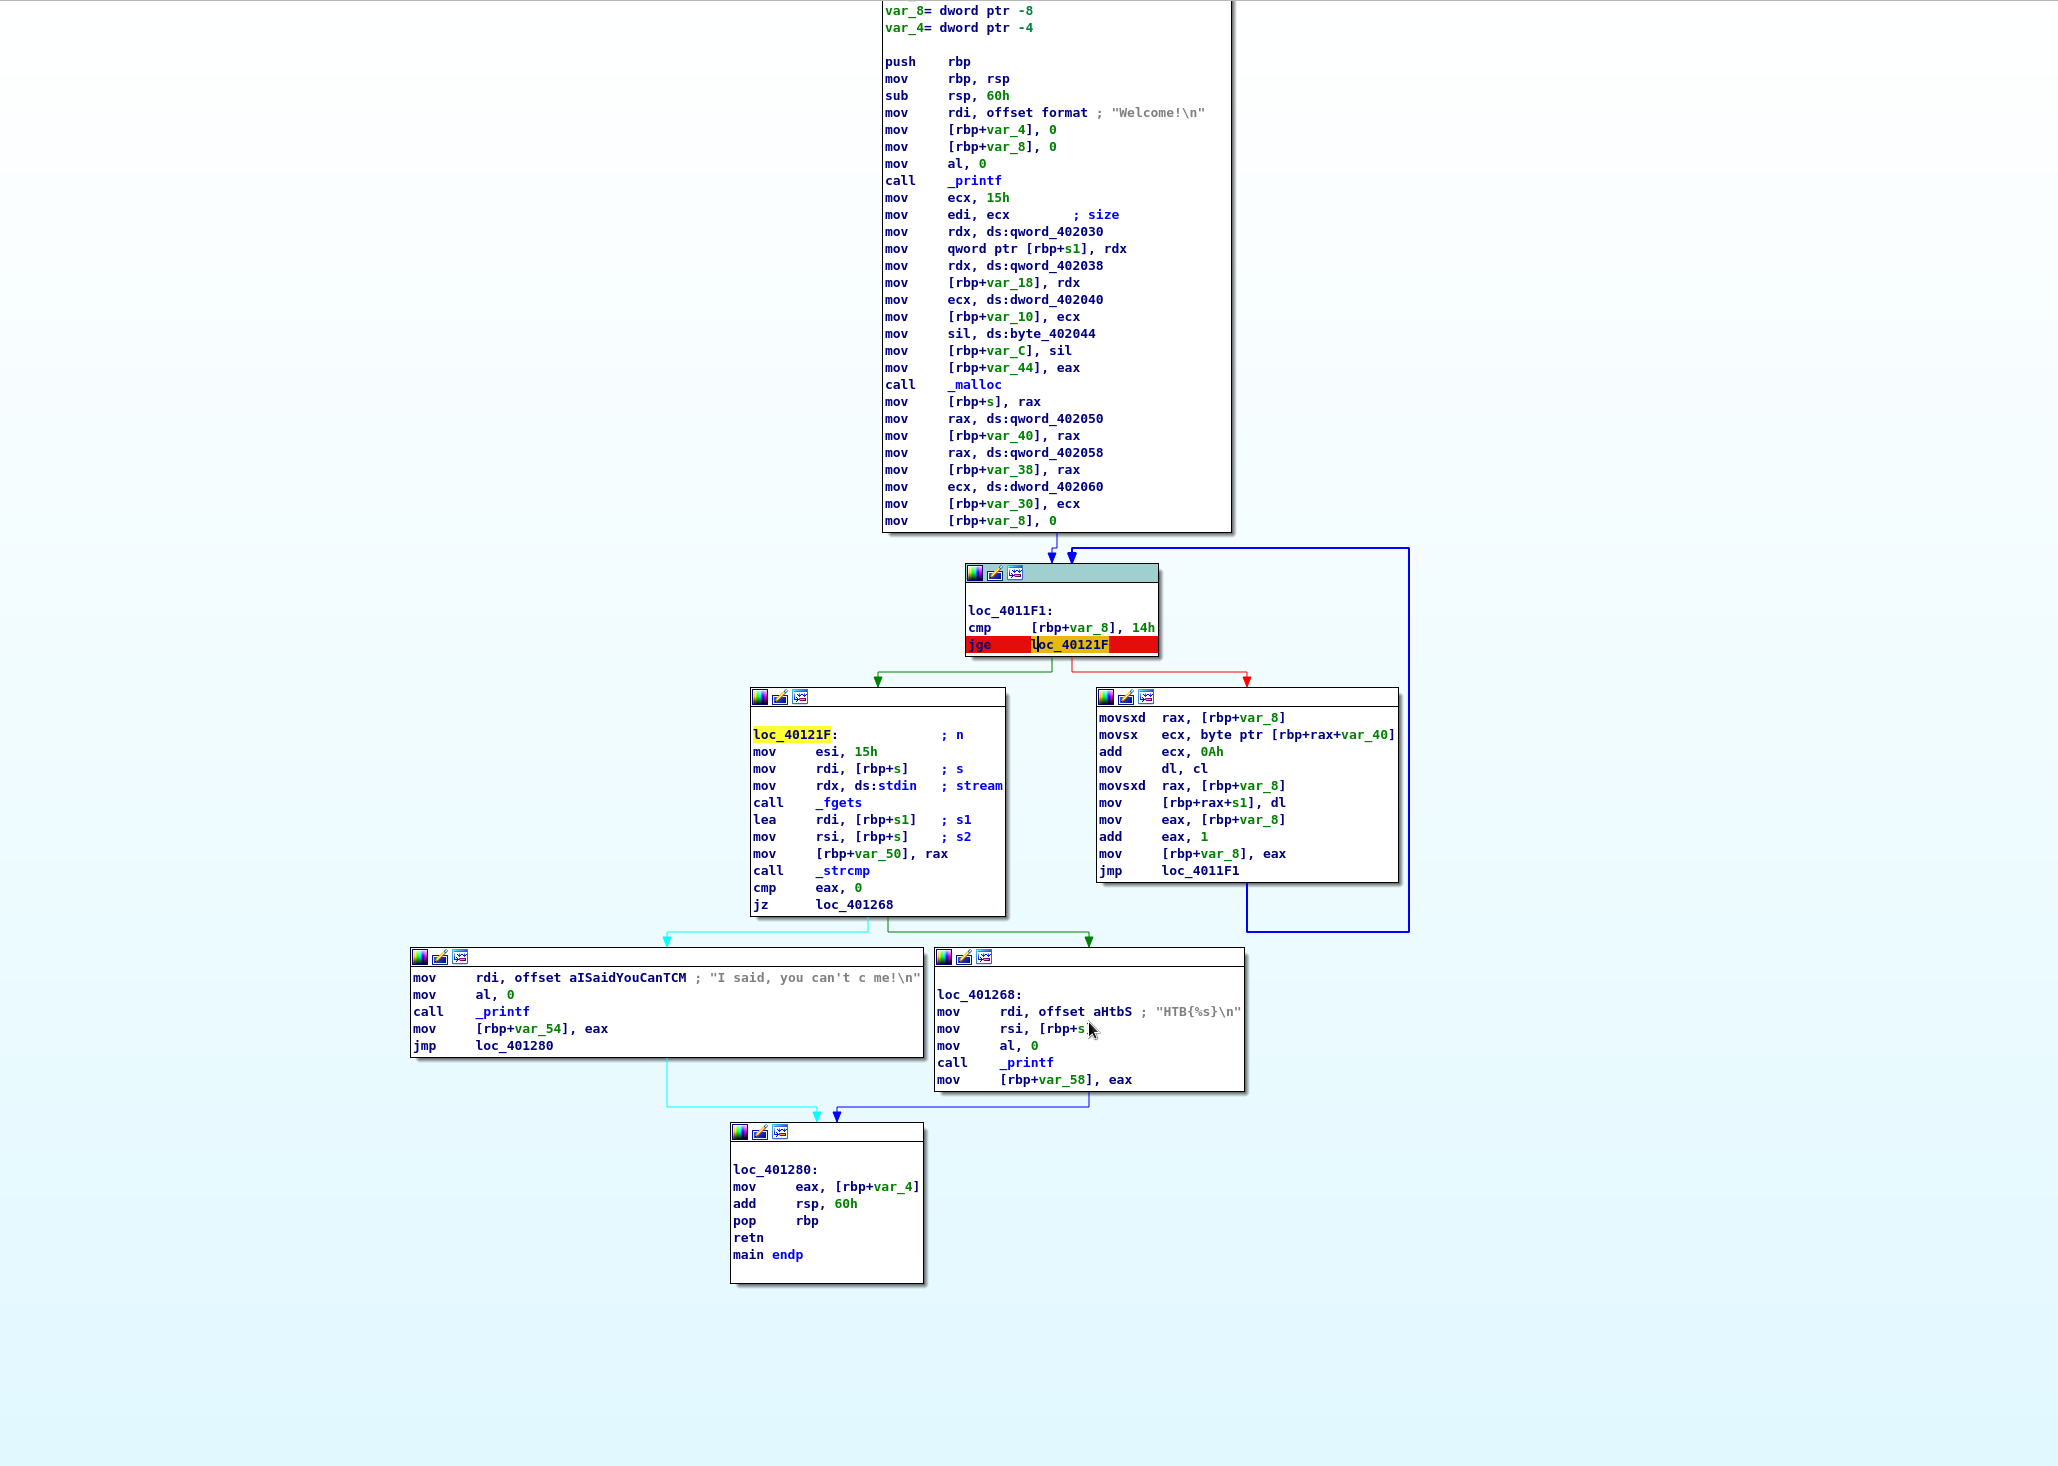 var_8= dword ptr -8
var_4= dword ptr -4
push rbp
mov rbp, rsp
sub rsp, 60h
mov rdi, offset format ; "Welcome!\n"
mov [rbp+var_4], 0
mov [rbp+var_8], 0
mov al, 0
call _printf
mov ecx, 15h
mov edi, ecx ; size
mov rdx, ds:qword_402030
mov qword ptr [rbp+s1], rdx
mov rdx, ds:qword_402038
mov [rbp+var_18], rdx
mov ecx, ds:dword_402040
mov [rbp+var_10], ecx
mov sil, ds:byte_402044
mov [rbp+var_C], sil
mov [rbp+var_44], eax
call _malloc
mov [rbp+s], rax
mov rax, ds:qword_402050
mov [rbp+var_40], rax
mov rax, ds:qword_402058
mov [rbp+var_38], rax
mov ecx, ds:dword_402060
mov [rbp+var_30], ecx
mov [rbp+var_8], 0
loc_4011F1:
cmp [rbp+var_8], 14h
jge loc_40121F
loc_40121F: ; n
mov esi, 15h
mov rdi, [rbp+s] ; s
mov rdx, ds:stdin ; stream
call _fgets
lea rdi, [rbp+s1] ; s1
mov rsi, [rbp+s] ; s2
mov [rbp+var_50], rax
call _strcmp
cmp eax, 0
jz loc_401268
movsxd rax, [rbp+var_8]
movsx ecx, byte ptr [rbp+rax+var_40]
add ecx, 0Ah
mov dl, cl
movsxd rax, [rbp+var_8]
mov [rbp+rax+s1], dl
mov eax, [rbp+var_8]
add eax, 1
mov [rbp+var_8], eax
jmp loc_4011F1
mov rdi, offset aISaidYouCanTCM ; "I said, you can't c me!\n"
mov al, 0
call _printf
mov [rbp+var_54], eax
jmp loc_401280
loc_401268:
mov rdi, offset aHtbS ; "HTB{%s}\n"
mov rsi, [rbp+s
mov al, 0
call _printf
mov [rbp+var_58], eax
loc_401280:
mov eax, [rbp+var_4]
add rsp, 60h
pop rbp
retn
main endp